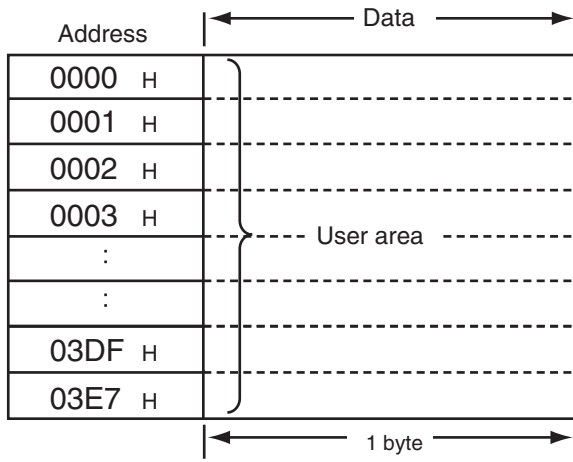 Address Data
0000 H
0001 H
0002 H
0003 H
User area
:
:
03DF H
03E7 H
1 byte